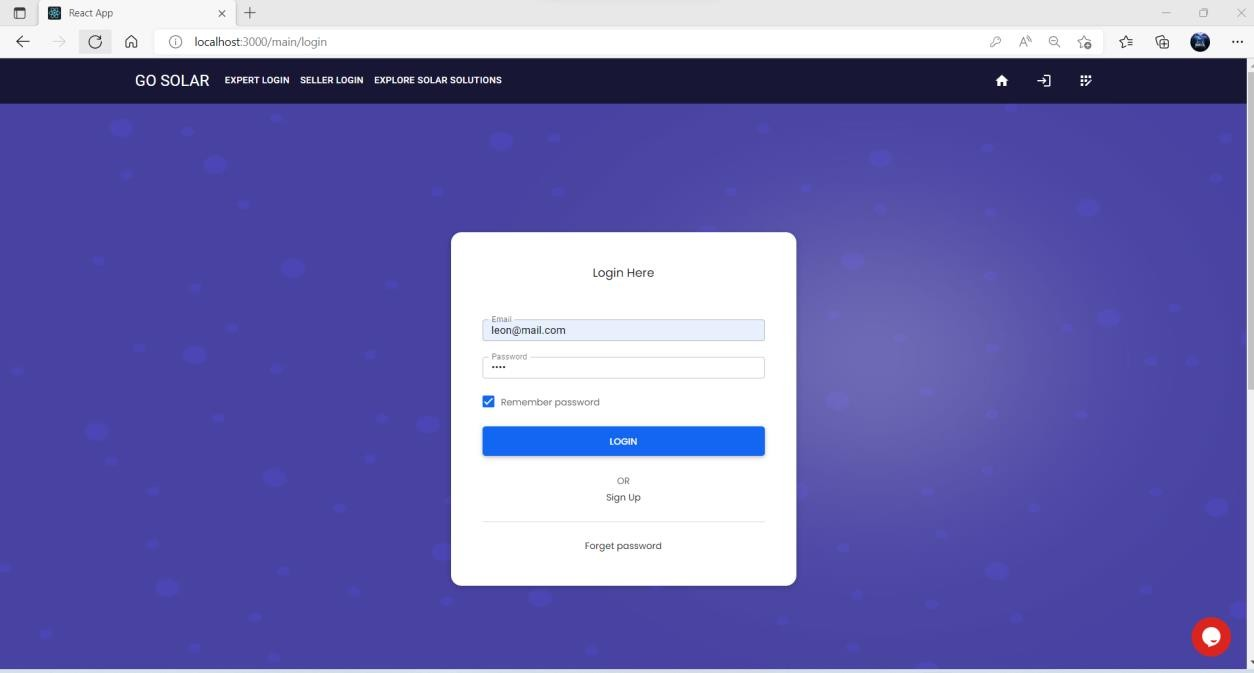 React App
localhost:3000/main/login
GO SOLAR EXPERT LOGIN SELLER LOGIN EXPLORE SOLAR SOLUTIONS
Login Here
Email
leon@mail.com
Password
••••
Remember password
LOGIN
OR
Sign Up
Forget password